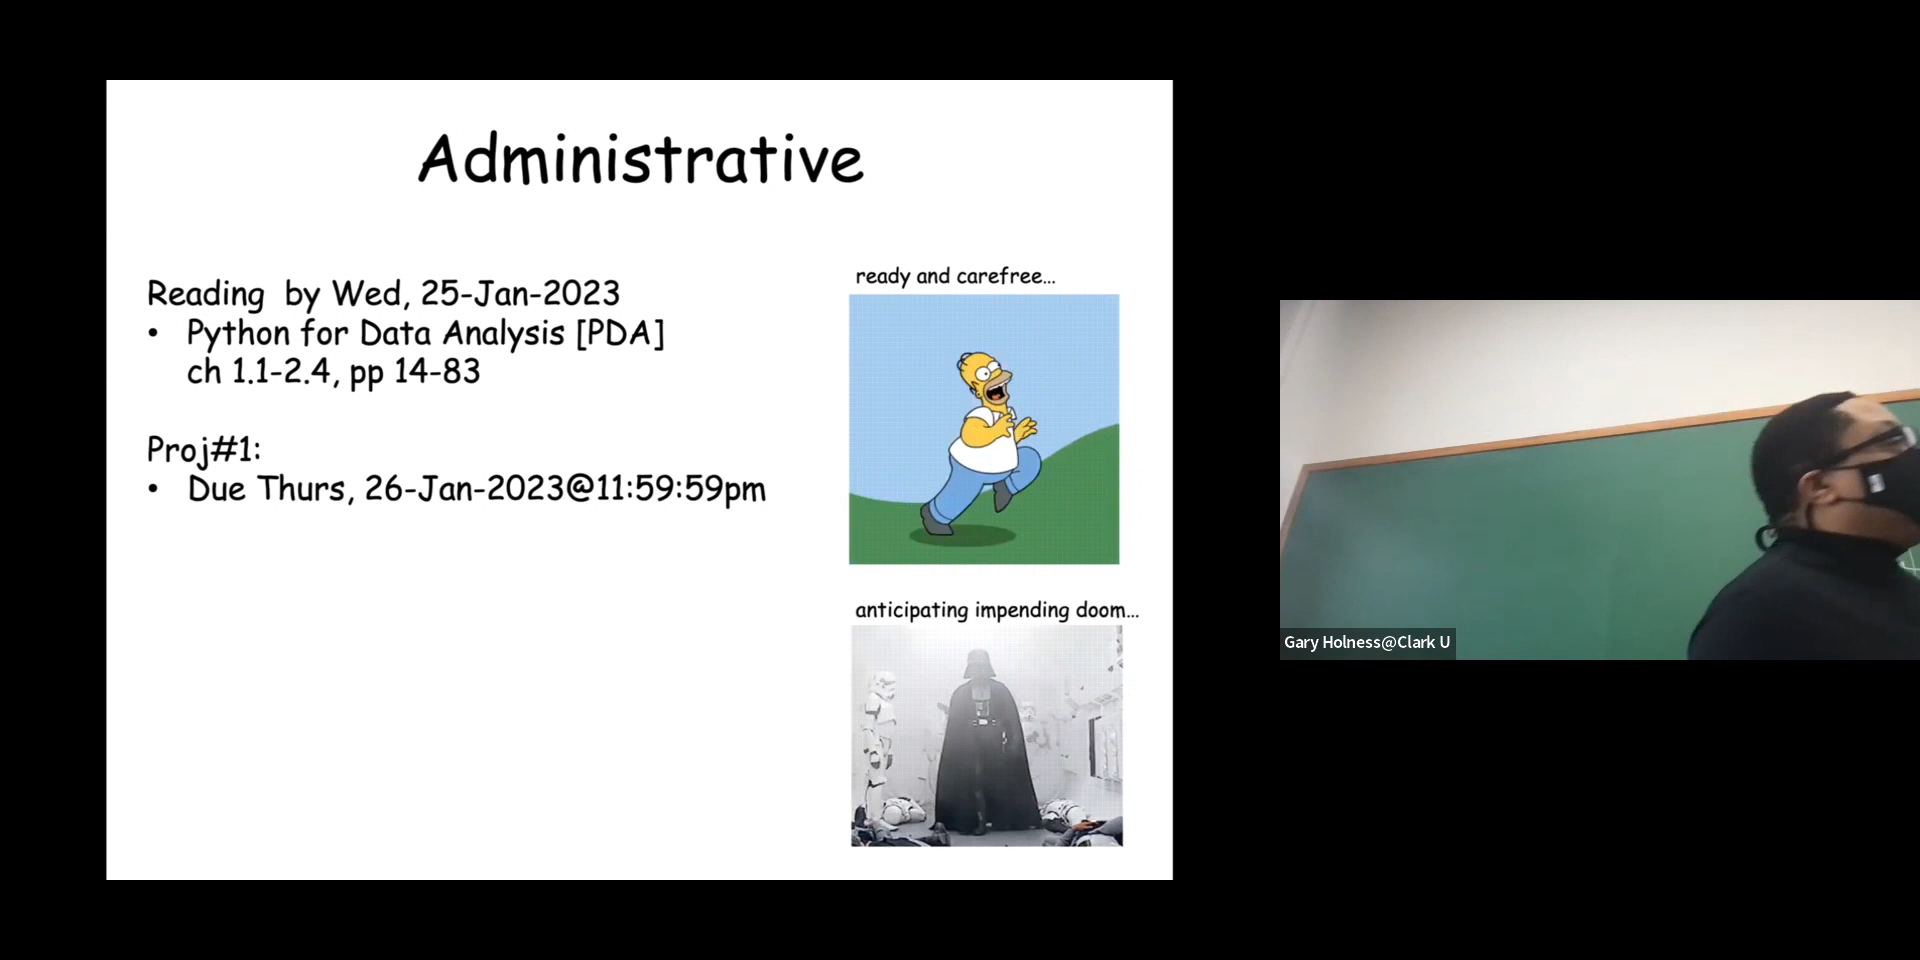 Administrative
Reading by Wed, 25-Jan-2023
• Python for Data Analysis [PDA]
ch 1.1-2.4, pp 14-83
Proj#1:
• Due Thurs, 26-Jan-2023@11:59:59pm
ready and carefree...
anticipating impending doom...
Gary Holness@Clark U